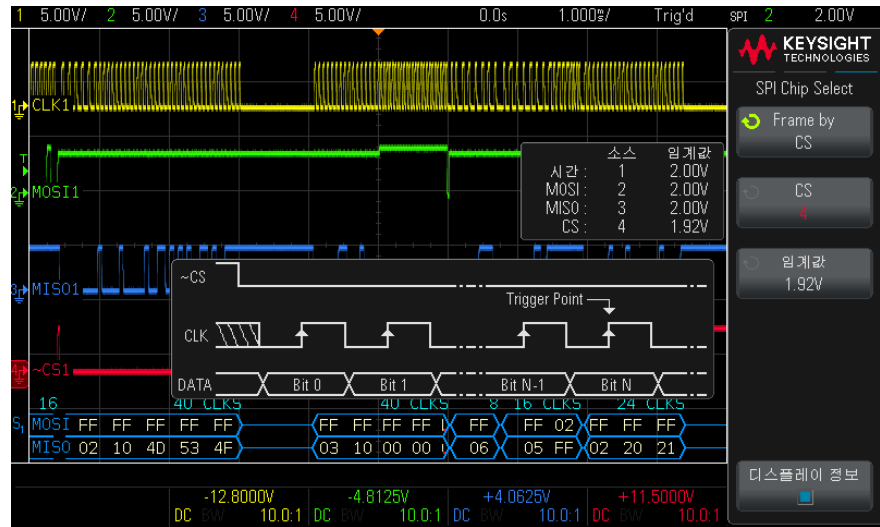 1 5.00V/ 2 5.00V/ 3 5.00V/ 4 5.00V/ 0.0s 1.000s/ Trig'd SPI 2 2.00V
KEYSIGHT
TECHNOLOGIES
SPI Chip Select
Frame by
CS
CS
4
임계값
1.92V
디스플레이 정보
CLK1
T
MOSI1
MISO1
~CS1
소스 임계값
시간 : 1 2.00V
MOSI : 2 2.00V
MISO : 3 2.00V
CS : 4 1.92V
~CS
Trigger Point
CLK
DATA Bit 0 Bit 1 Bit N-1 Bit N
16 40 CLKS 40 CLKS 8 16 CLKS 24 CLKS
S1 MOSI FF FF FF FF FF FF FF FF FF FF FF 02 FF FF FF
MISO 02 10 4D 53 4F 03 10 00 00 06 05 FF 02 20 21
-12.8000V -4.8125V +4.0625V +11.5000V
DC BW 10.0:1 DC BW 10.0:1 DC BW 10.0:1 DC BW 10.0:1